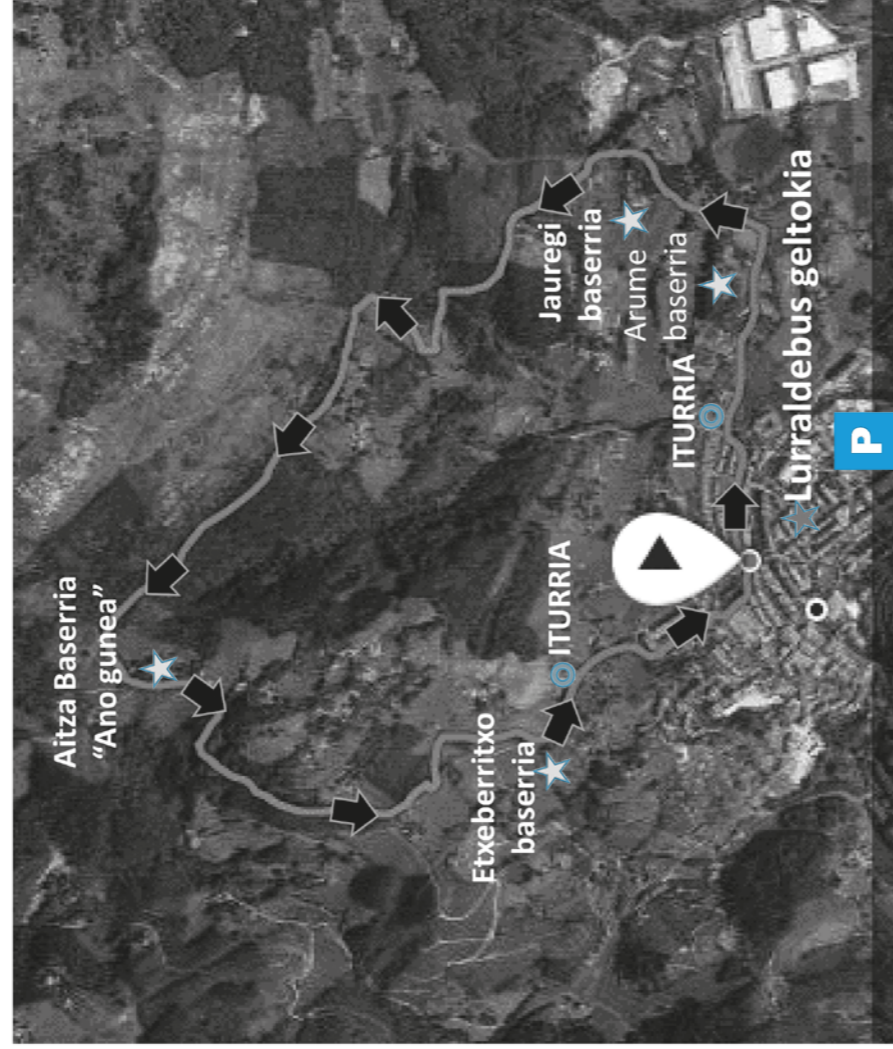 Aitza Baserria
“Ano gunea”
Etxeberritxo
baserria
ITURRIA
ITURRIA
Jauregi
baserria
Arume
baserria
Lurraldebus geltokia
P